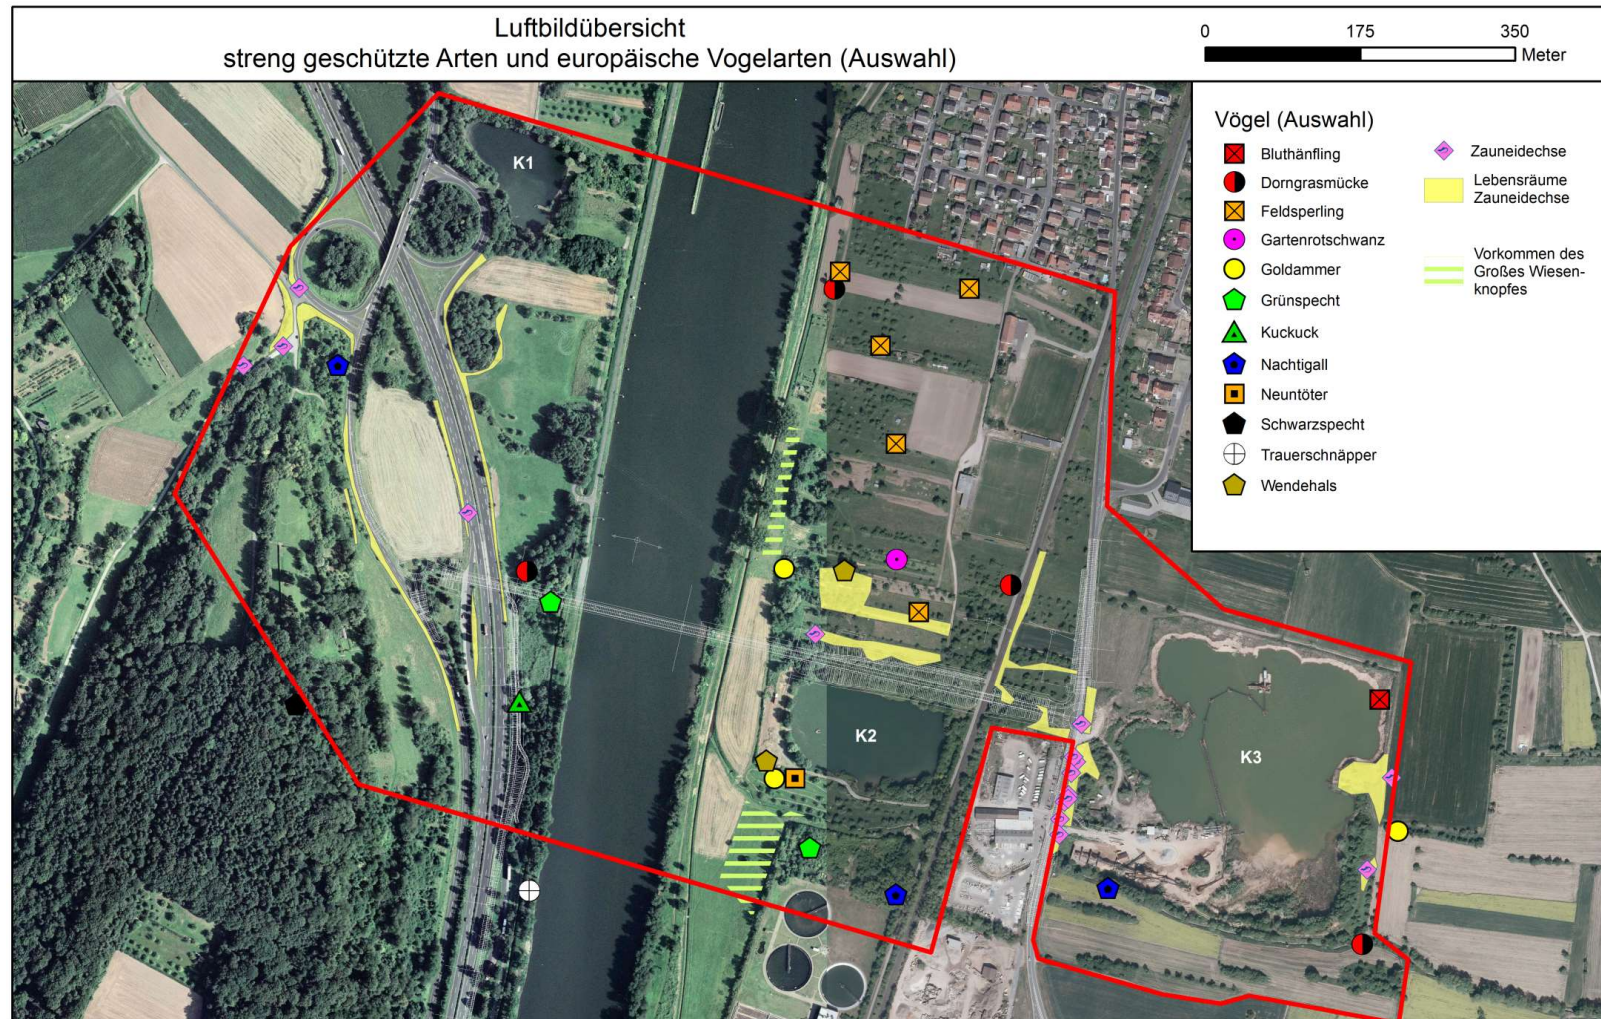 Luftbildübersicht
streng geschützte Arten und europäische Vogelarten (Auswahl)
0 175 350
Meter
Vögel (Auswahl)
Bluthänfling
Dorngrasmücke
Feldsperling
Gartenrotschwanz
Goldammer
Grünspecht
Kuckuck
Nachtigall
Neuntöter
Schwarzspecht
Trauerschnäpper
Wendehals
Zauneidechse
Lebensräume
Zauneidechse
Vorkommen des
Großes Wiesen-
knopfes
K1
K2
K3